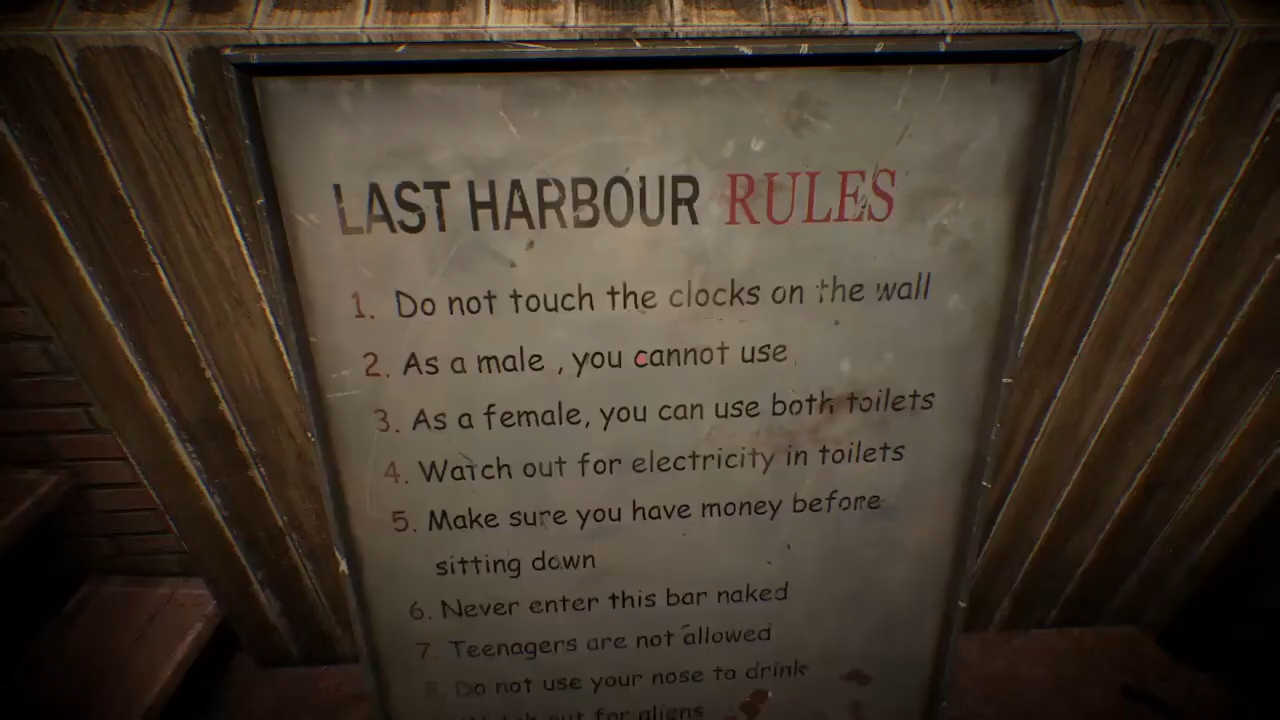 LAST HARBOUR RULES
1. Do not touch the clocks on the wall
2. As a male , you cannot use
3. As a female, you can use both toilets
4. Watch out for electricity in toilets
5. Make sure you have money before
sitting down
6. Never enter this bar naked
7. Teenagers are not allowed
8. Do not use your nose to drink
Watch out for aliens